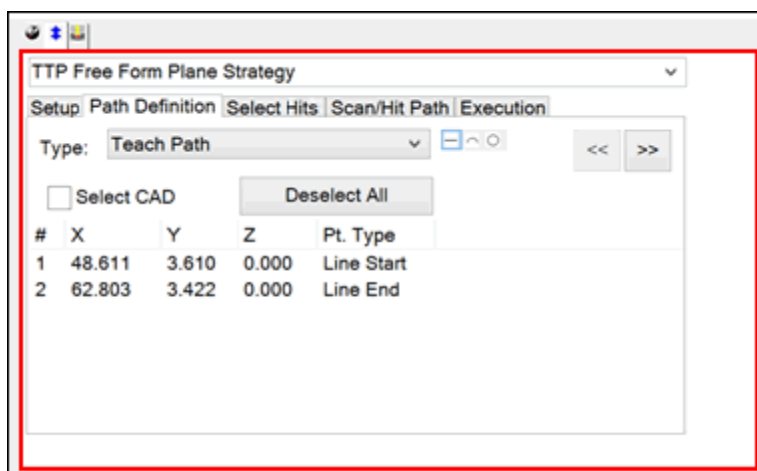 TTP Free Form Plane Strategy
Setup Path Definition Select Hits Scan/Hit Path Execution
Type: Teach Path << >>
Select CAD Deselect All
# X Y Z Pt. Type
1 48.611 3.610 0.000 Line Start
2 62.803 3.422 0.000 Line End